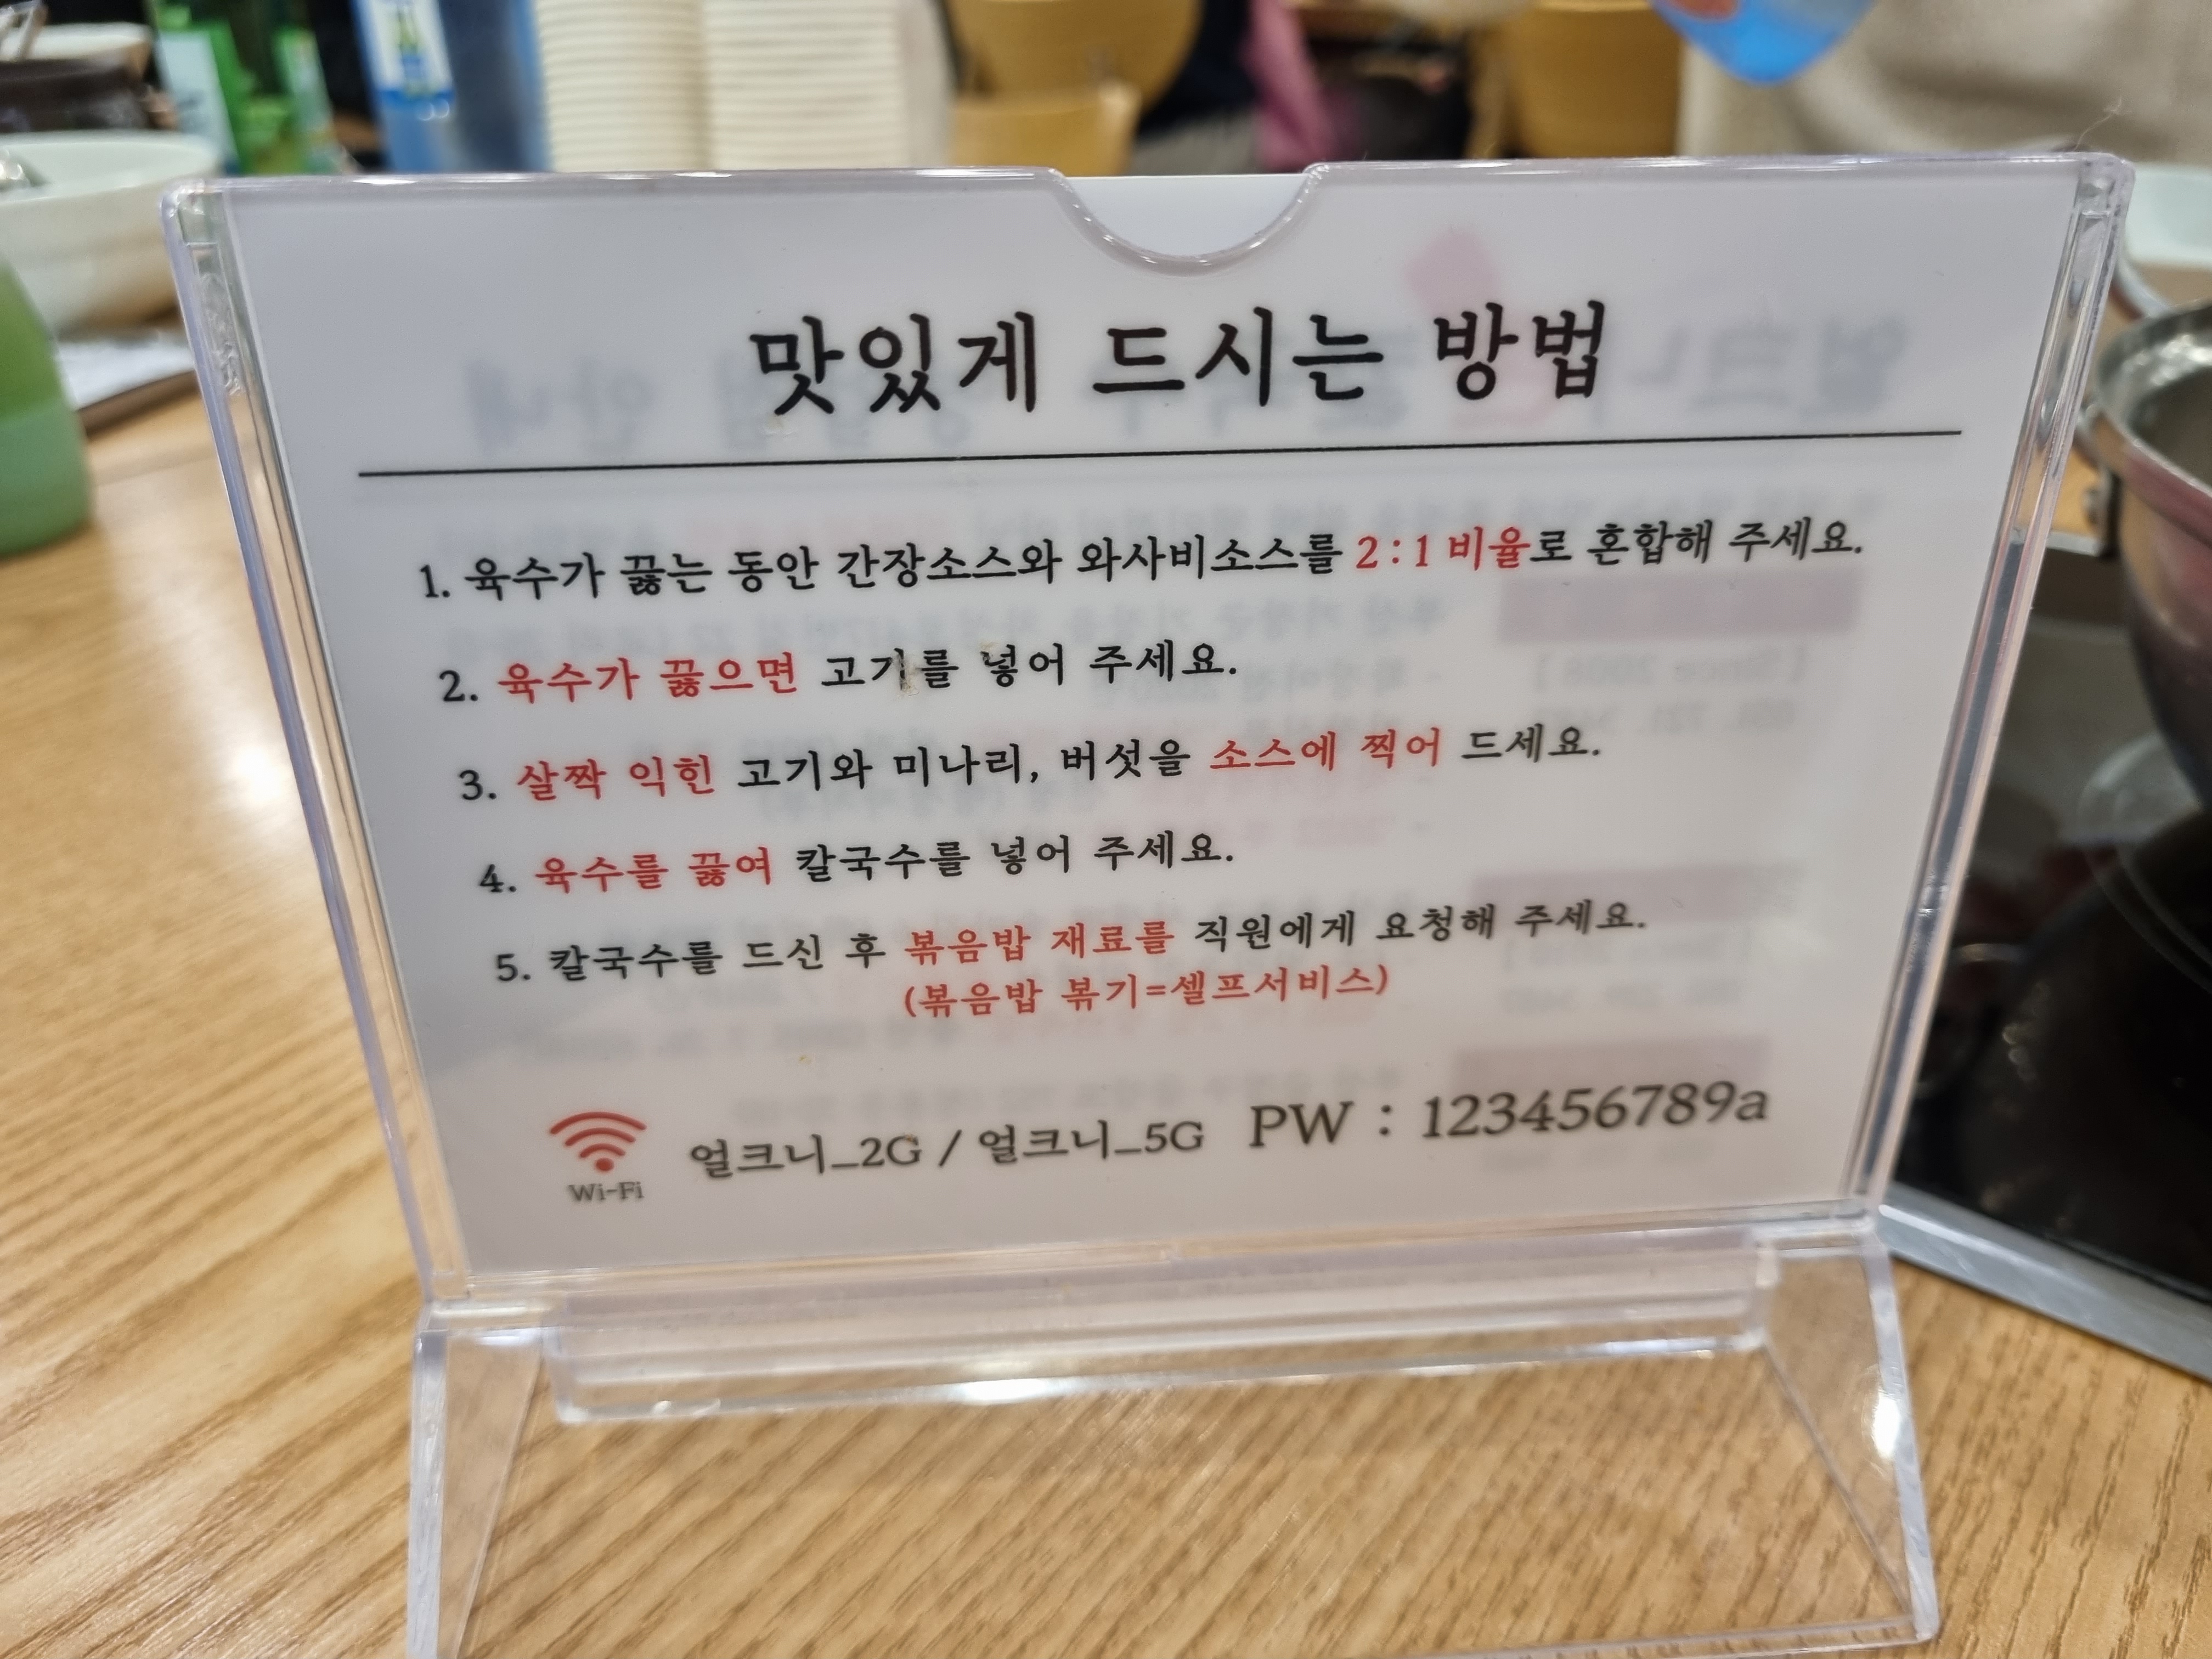 맛있게 드시는 방법
1. 육수가 끓는 동안 간장소스와 와사비소스를 2:1 비율로 혼합해 주세요.
2. 육수가 끓으면 고기를 넣어 주세요.
3. 살짝 익힌 고기와 미나리, 버섯을 소스에 찍어 드세요.
4. 육수를 끓여 칼국수를 넣어 주세요.
5. 칼국수를 드신 후 볶음밥 재료를 직원에게 요청해 주세요.
(볶음밥 볶기=셀프서비스)
Wi-Fi 얼크니_2G / 얼크니_5G PW : 123456789a